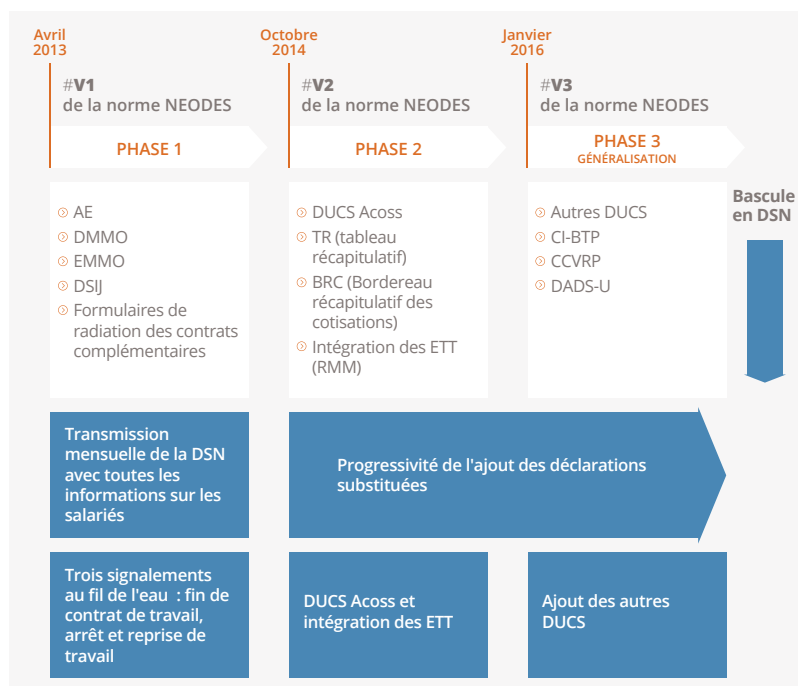 Avril
2013
Octobre
2014
Janvier
2016
#V1
de la norme NEODES
#V2
de la norme NEODES
#V3
de la norme NEODES
PHASE 1
PHASE 2
PHASE 3
GÉNÉRALISATION
AE
DMMO
EMMO
DSIJ
Formulaires de
radiation des contrats
complémentaires
DUCS Acoss
TR (tableau
récapitulatif)
BRC (Bordereau
récapitulatif des
cotisations)
Intégration des ETT
(RMM)
Autres DUCS
CI-BTP
CCVRP
DADS-U
Bascule
en DSN
Transmission
mensuelle de la DSN
avec toutes les
informations sur les
salariés
Progressivité de l'ajout des déclarations
substituées
Trois signalements
au fil de l'eau : fin de
contrat de travail,
arrêt et reprise de
travail
DUCS Acoss et
intégration des ETT
Ajout des autres
DUCS